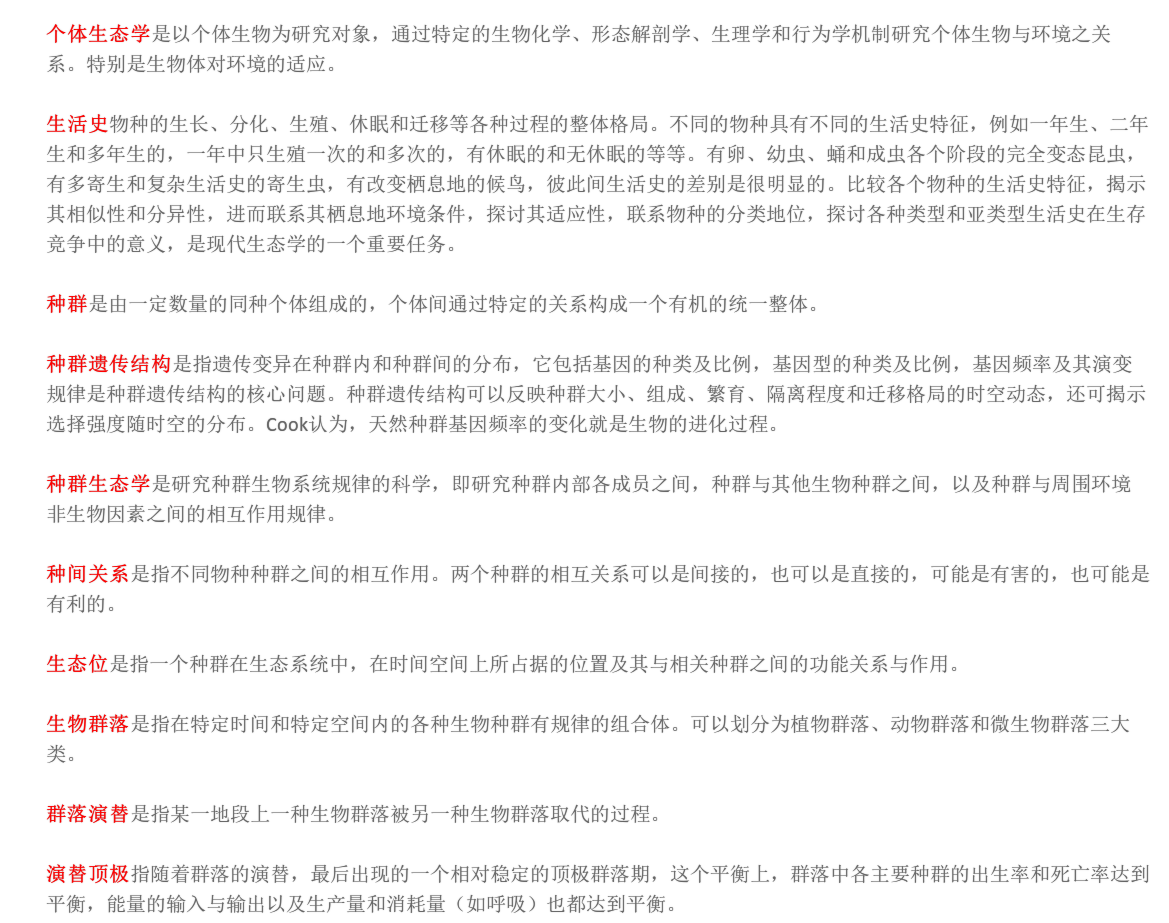 个体生态学是以个体生物为研究对象，通过特定的生物化学、形态解剖学、生理学和行为学机制研究个体生物与环境之关
系。特别是生物体对环境的适应。
生活史物种的生长、分化、生殖、休眠和迁移等各种过程的整体格局。不同的物种具有不同的生活史特征，例如一年生、二年
生和多年生的，一年中只生殖一次的和多次的，有休眠的和无休眠的等等。有卵、幼虫、蛹和成虫各个阶段的完全变态昆虫，
有多寄生和复杂生活史的寄生虫，有改变栖息地的候鸟，彼此间生活史的差别是很明显的。比较各个物种的生活史特征，揭示
其相似性和分异性，进而联系其栖息地环境条件，探讨其适应性，联系物种的分类地位，探讨各种类型和亚类型生活史在生存
竞争中的意义，是现代生态学的一个重要任务。
种群是由一定数量的同种个体组成的，个体间通过特定的关系构成一个有机的统一整体。
种群遗传结构是指遗传变异在种群内和种群间的分布，它包括基因的种类及比例，基因型的种类及比例，基因频率及其演变
规律是种群遗传结构的核心问题。种群遗传结构可以反映种群大小、组成、繁育、隔离程度和迁移格局的时空动态，还可揭示
选择强度随时空的分布。Cook认为，天然种群基因频率的变化就是生物的进化过程。
种群生态学是研究种群生物系统规律的科学，即研究种群内部各成员之间，种群与其他生物种群之间，以及种群与周围环境
非生物因素之间的相互作用规律。
种间关系是指不同物种种群之间的相互作用。两个种群的相互关系可以是间接的，也可以是直接的，可能是有害的，也可能是
有利的。
生态位是指一个种群在生态系统中，在时间空间上所占据的位置及其与相关种群之间的功能关系与作用。
生物群落是指在特定时间和特定空间内的各种生物种群有规律的组合体。可以划分为植物群落、动物群落和微生物群落三大
类。
群落演替是指某一地段上一种生物群落被另一种生物群落取代的过程。
演替顶极指随着群落的演替，最后出现的一个相对稳定的顶极群落期，这个平衡上，群落中各主要种群的出生率和死亡率达到
平衡，能量的输入与输出以及生产量和消耗量（如呼吸）也都达到平衡。